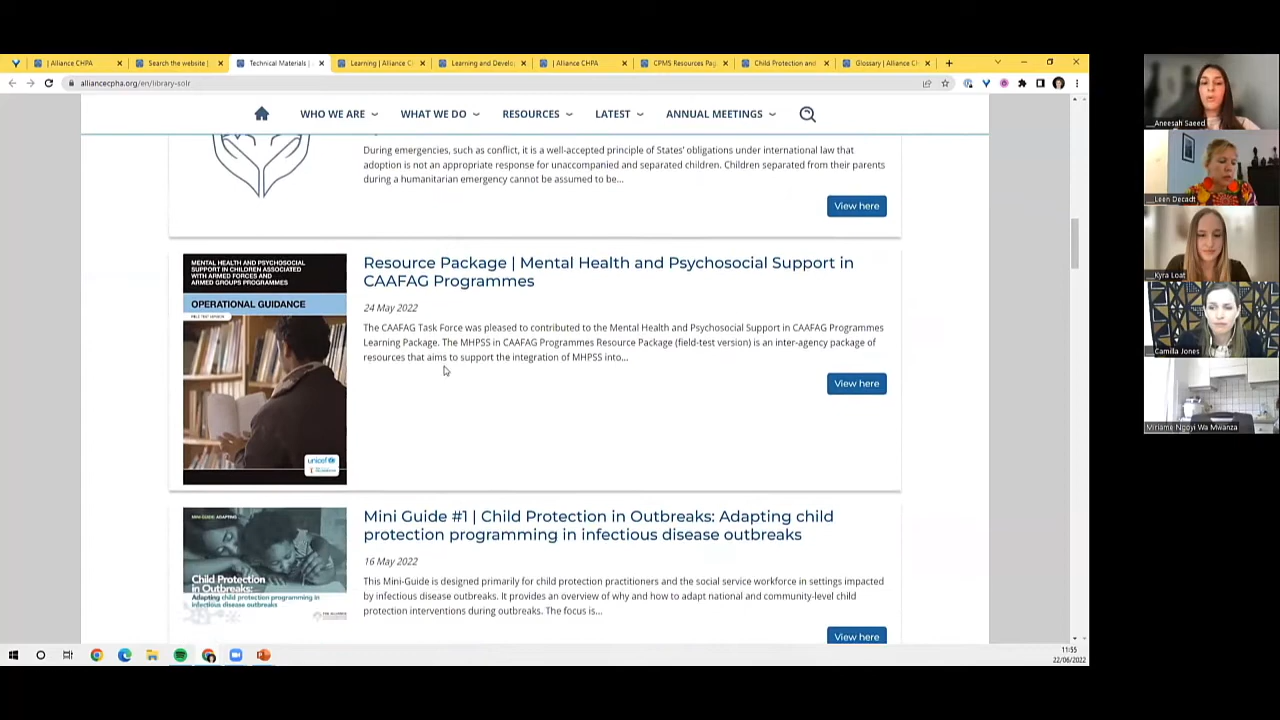 | Alliance CHPA
Search the website |
Technical Materials |
Learning | Alliance C
Learning and Develo
| Alliance CHPA
CPMS Resources Pag
Child Protection and
Glossary | Alliance C
alliancecpha.org/en/library-solr
WHO WE ARE
WHAT WE DO
RESOURCES
LATEST
ANNUAL MEETINGS
During emergencies, such as conflict, it is a well-accepted principle of States' obligations under international law that
adoption is not an appropriate response for unaccompanied and separated children. Children separated from their parents
during a humanitarian emergency cannot be assumed to be...
View here
MENTAL HEALTH AND PSYCHOSOCIAL
SUPPORT IN CHILDREN ASSOCIATED
WITH ARMED FORCES AND
ARMED GROUPS PROGRAMMES
OPERATIONAL GUIDANCE
FIELD TEST VERSION
unicef
Resource Package | Mental Health and Psychosocial Support in
CAAFAG Programmes
24 May 2022
The CAAFAG Task Force was pleased to contributed to the Mental Health and Psychosocial Support in CAAFAG Programmes
Learning Package. The MHPSS in CAAFAG Programmes Resource Package (field-test version) is an inter-agency package of
resources that aims to support the integration of MHPSS into...
View here
Child Protection
in Outbreaks:
Adapting child protection programming in
infectious disease outbreaks
Mini Guide #1 | Child Protection in Outbreaks: Adapting child
protection programming in infectious disease outbreaks
16 May 2022
This Mini-Guide is designed primarily for child protection practitioners and the social service workforce in settings impacted
by infectious disease outbreaks. It provides an overview of why and how to adapt national and community-level child
protection interventions during outbreaks. The focus is...
View here
11:55
22/06/2022
__Aneesah Saeed
__Leen Decadt
Kyra Loat
__Camilla Jones
Miriame Ngoyi Wa Mwanza